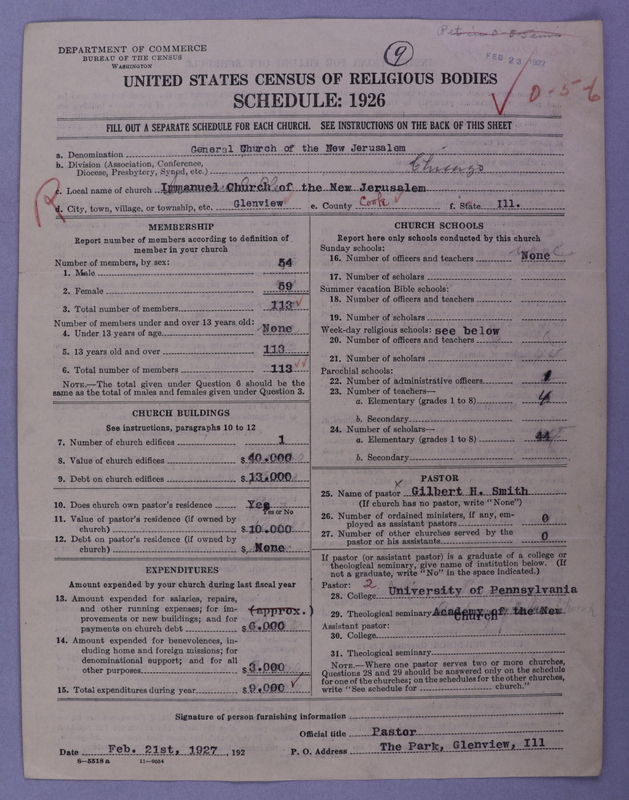 DEPARTMENT OF COMMERCE
BUREAU OF THE CENSUS
WASHINGTON
9
FEB 23 1927
0-5-6
UNITED STATES CENSUS OF RELIGIOUS BODIES
SCHEDULE: 1926
FILL OUT A SEPARATE SCHEDULE FOR EACH CHURCH. SEE INSTRUCTIONS ON THE BACK OF THIS SHEET
a. Denomination General Church of the New Jerusalem
b. Division (Association, Conference,
Diocese, Presbytery, Synod, etc.) Chicago
c. Local name of church Immanuel Church of the New Jerusalem
R
d. City, town, village, or township, etc. Glenview e. County Cook f. State Ill.
MEMBERSHIP
Report number of members according to definition of
member in your church
Number of members, by sex:
1. Male 54
2. Female 59
3. Total number of members 113
Number of members under and over 13 years old:
4. Under 13 years of age None
5. 13 years old and over 113
6. Total number of members 113
NOTE.—The total given under Question 6 should be the
same as the total of males and females given under Question 3.
CHURCH BUILDINGS
See instructions, paragraphs 10 to 12
7. Number of church edifices 1
8. Value of church edifices $ 40.000
9. Debt on church edifices $ 13.000
10. Does church own pastor's residence Yes
Yes or No
11. Value of pastor's residence (if owned by
church) $ 10.000
12. Debt on pastor's residence (if owned by
church) $ None
EXPENDITURES
Amount expended by your church during last fiscal year
13. Amount expended for salaries, repairs,
and other running expenses; for im- (approx.)
provements or new buildings; and for
payments on church debt $ 6.000
14. Amount expended for benevolences, in-
cluding home and foreign missions; for
denominational support; and for all
other purposes $ 3.000
15. Total expenditures during year $ 9.000
CHURCH SCHOOLS
Report here only schools conducted by this church
Sunday schools:
16. Number of officers and teachers None
17. Number of scholars
Summer vacation Bible schools:
18. Number of officers and teachers
19. Number of scholars
Week-day religious schools: see below
20. Number of officers and teachers
21. Number of scholars
Parochial schools:
22. Number of administrative officers 1
23. Number of teachers—
a. Elementary (grades 1 to 8) 4
b. Secondary
24. Number of scholars—
a. Elementary (grades 1 to 8) 44
b. Secondary
PASTOR
25. Name of pastor Gilbert H. Smith
(If church has no pastor, write "None")
26. Number of ordained ministers, if any, em-
ployed as assistant pastors 0
27. Number of other churches served by the
pastor or his assistants 0
If pastor (or assistant pastor) is a graduate of a college or
theological seminary, give name of institution below. (If
not a graduate, write "No" in the space indicated.)
Pastor: 2
28. College University of Pennsylvania
29. Theological seminary Academy of the New
Church
Assistant pastor:
30. College
31. Theological seminary
NOTE.—Where one pastor serves two or more churches,
Questions 28 and 29 should be answered only on the schedule
for one of the churches; on the schedules for the other churches,
write "See schedule for church."
Signature of person furnishing information
Official title Pastor
Date Feb. 21st, 1927, 192 P. O. Address The Park, Glenview, Ill
8—5518 a 11—9034